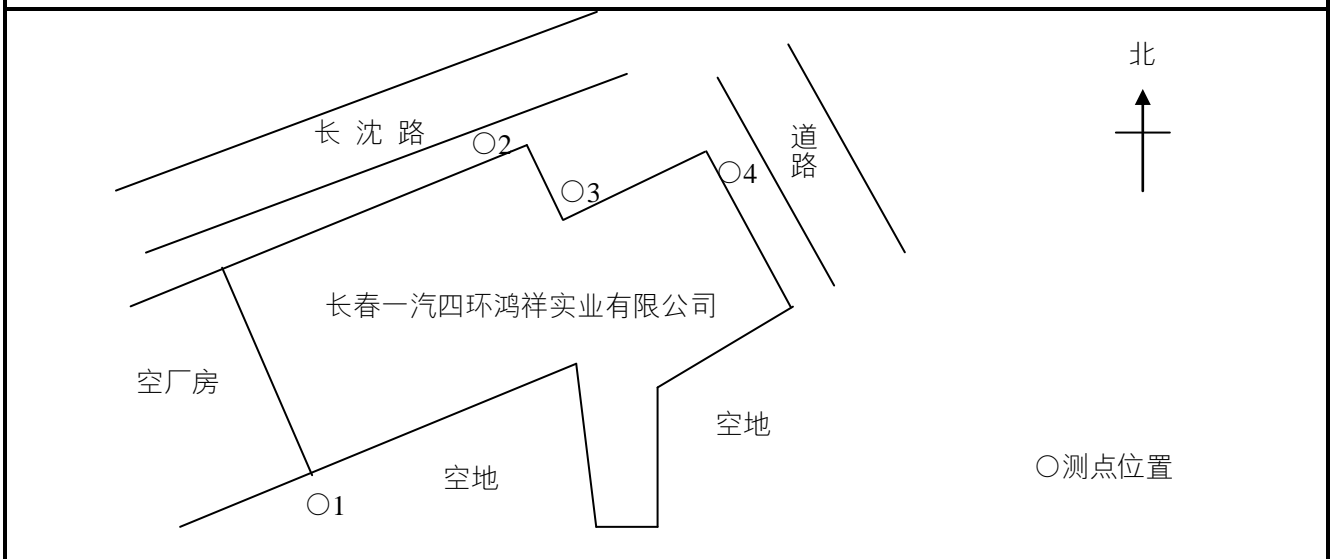 北
长 沈 路
道路
○2
○3
○4
长春一汽四环鸿祥实业有限公司
空厂房
空地
空地
○测点位置
○1